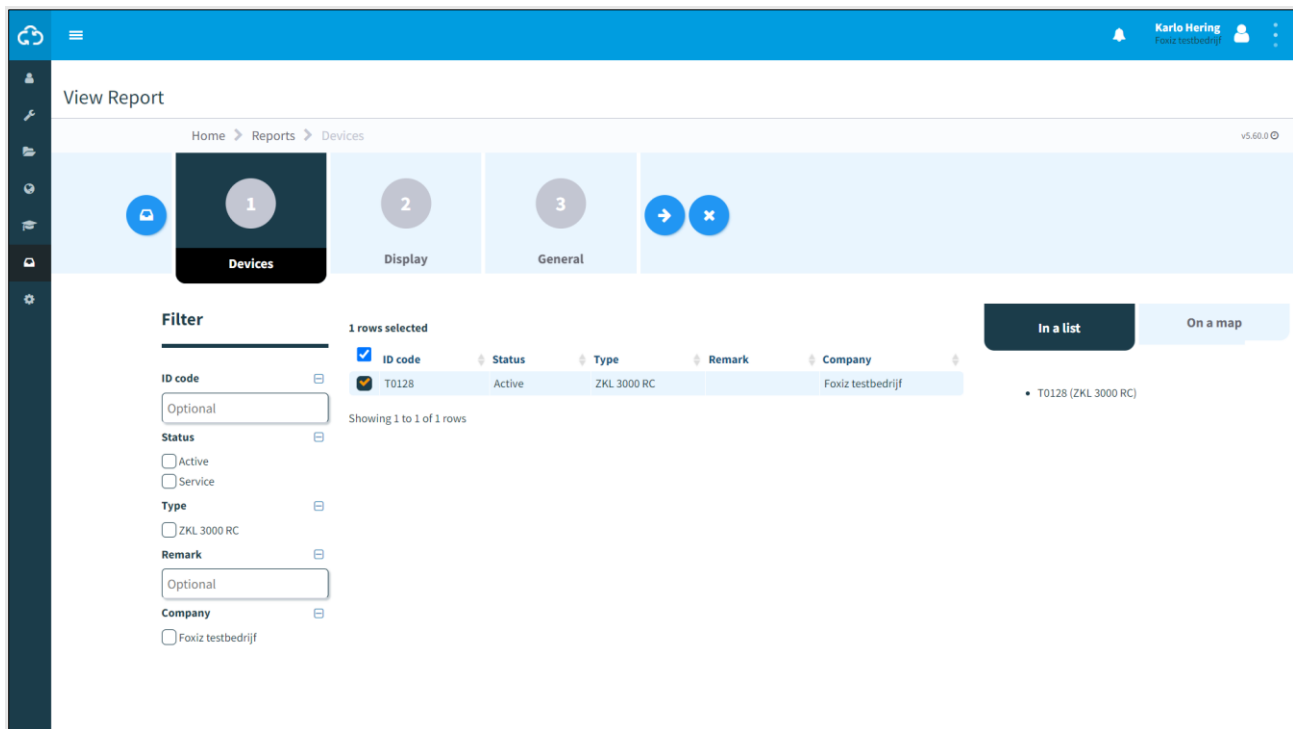 Karlo Hering
Foxiz testbedrijf
View Report
Home Reports Devices
v5.60.0
1
2
3
Devices
Display
General
Filter
ID code
Optional
Status
Active
Service
Type
ZKL 3000 RC
Remark
Optional
Company
Foxiz testbedrijf
1 rows selected
ID code Status Type Remark Company
T0128 Active ZKL 3000 RC Foxiz testbedrijf
Showing 1 to 1 of 1 rows
In a list
On a map
• T0128 (ZKL 3000 RC)